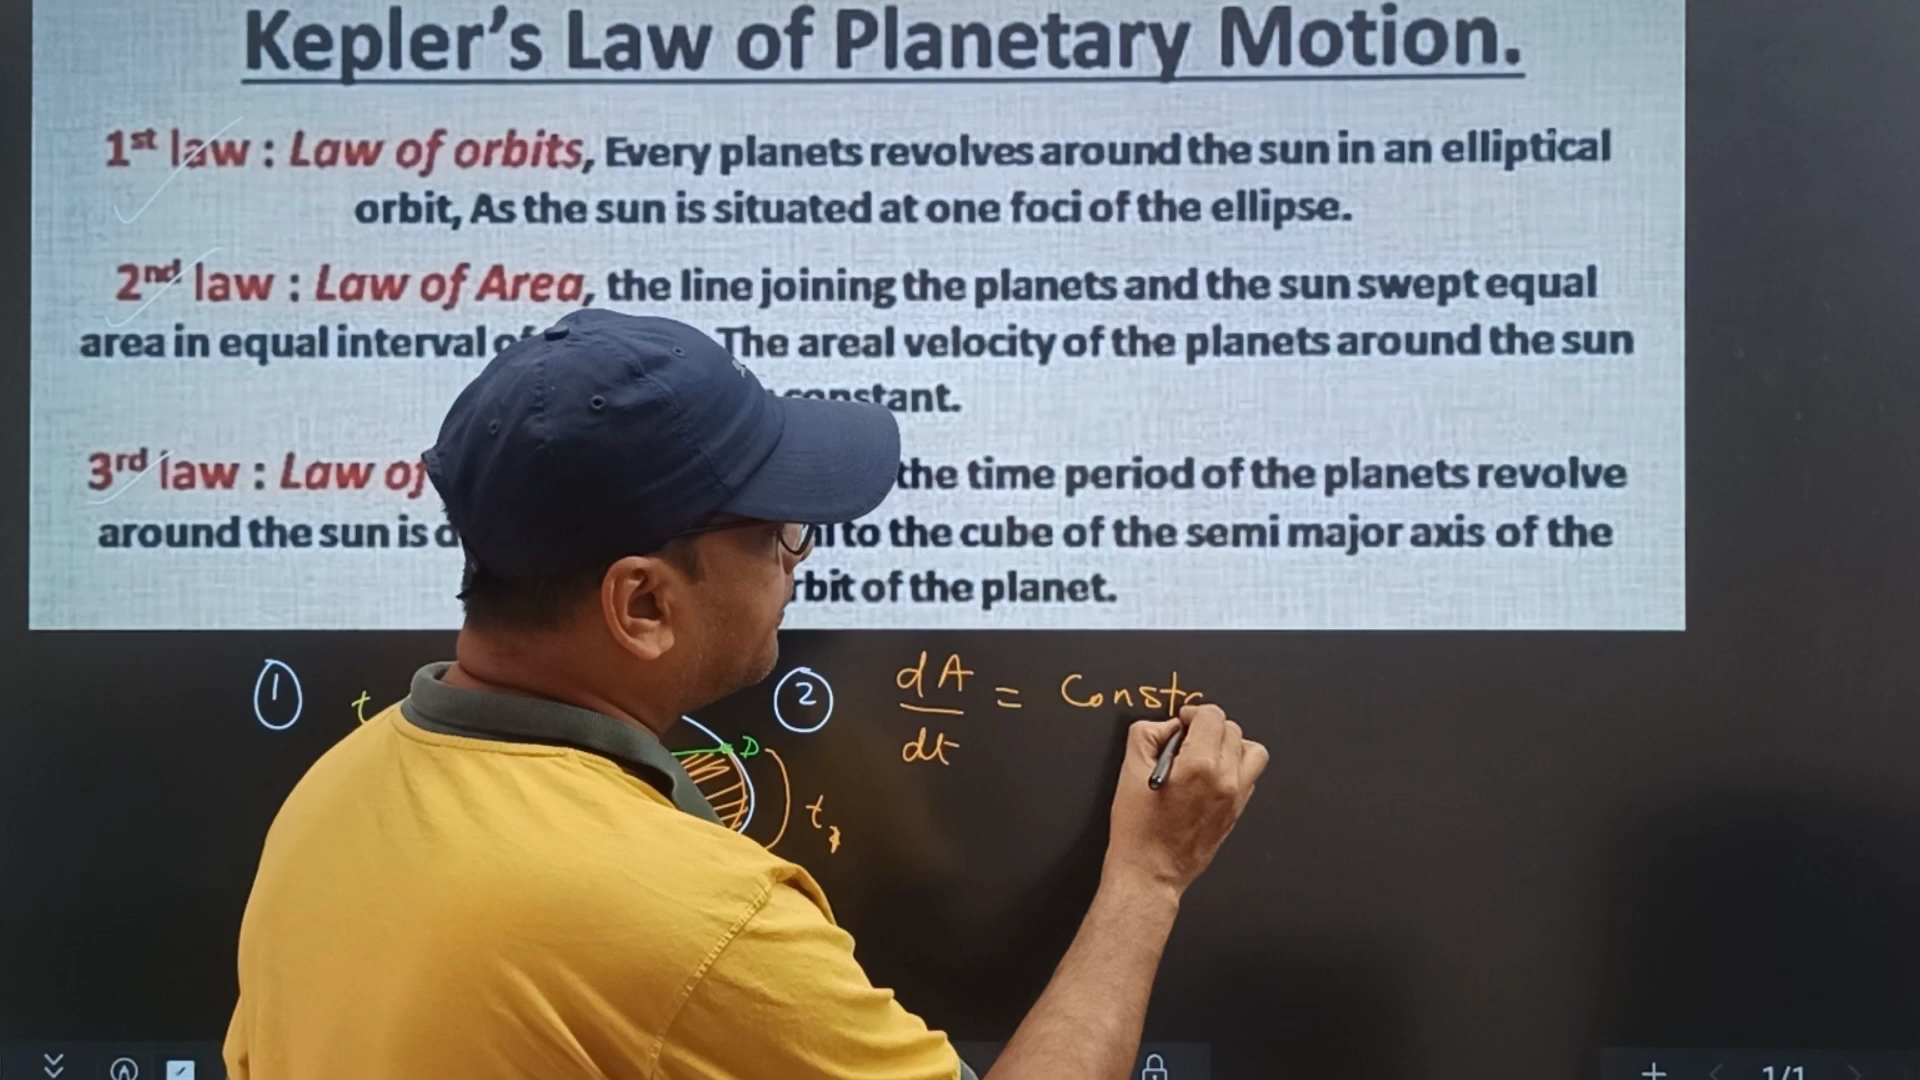 Kepler's Law of Planetary Motion.
1st law : Law of orbits, Every planets revolves around the sun in an elliptical
orbit, As the sun is situated at one foci of the ellipse.
2nd law : Law of Area, the line joining the planets and the sun swept equal
area in equal interval The areal velocity of the planets around the sun
constant.
3rd law : Law of the time period of the planets revolve
around the sun is to the cube of the semi major axis of the
of the planet.
1 t
2 dA = Const
dt
D
t
1/1